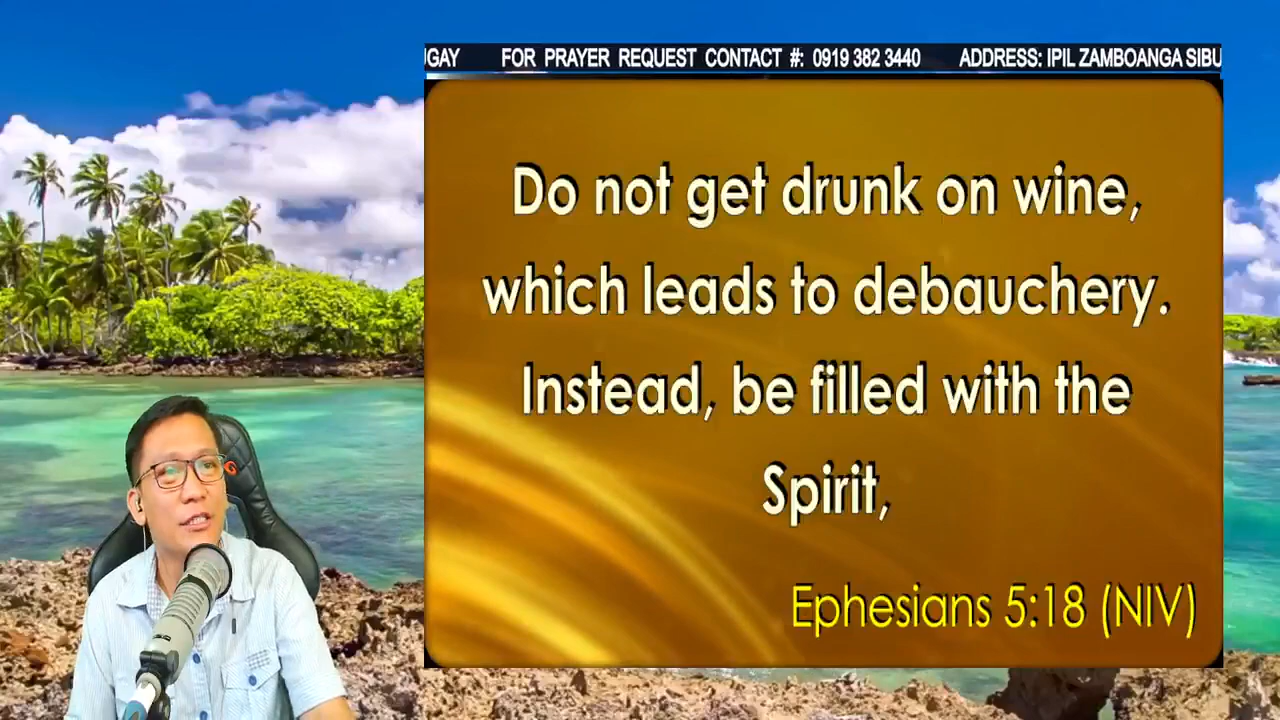 UGAY FOR PRAYER REQUEST CONTACT #: 0919 382 3440 ADDRESS: IPIL ZAMBOANGA SIBU
Do not get drunk on wine,
which leads to debauchery.
Instead, be filled with the
Spirit,
Ephesians 5:18 (NIV)